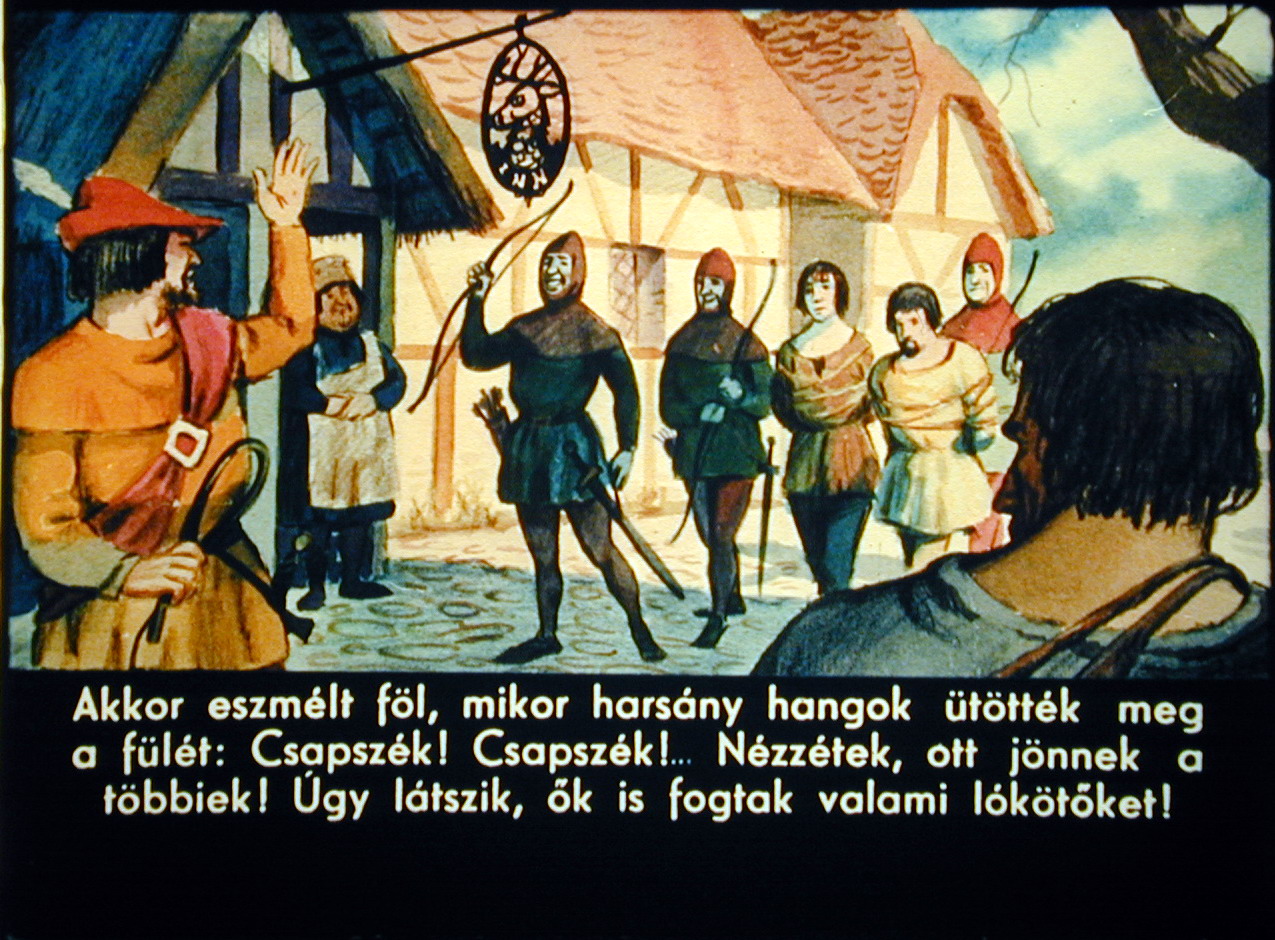 INN
Akkor eszmélt föl, mikor harsány hangok ütötték meg
a fülét: Csapszék! Csapszék!... Nézzétek, ott jönnek a
többiek! Úgy látszik, ők is fogtak valami lókötőket!